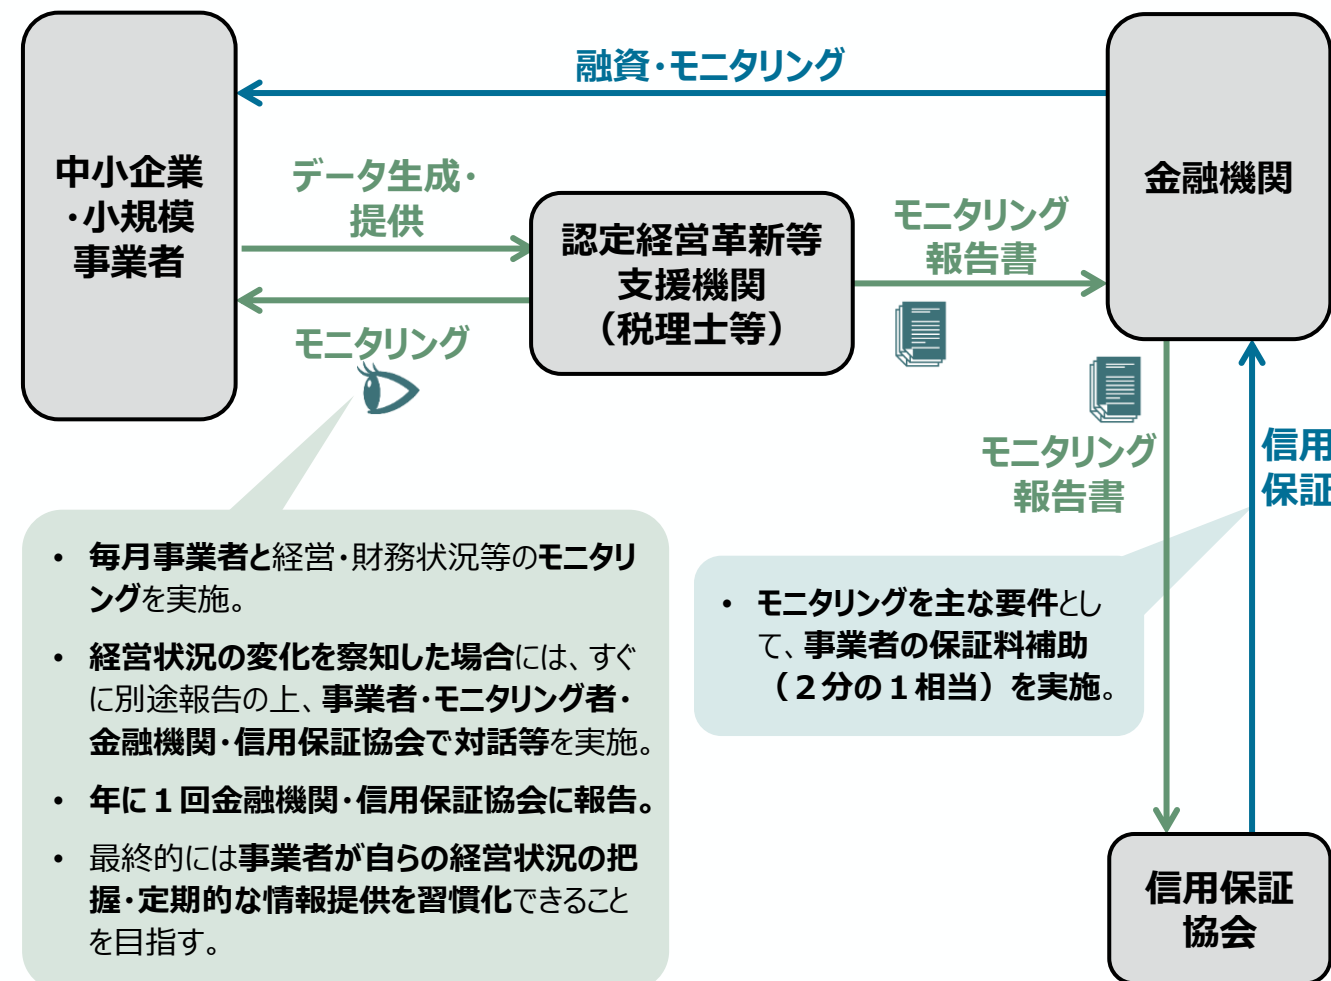 融資・モニタリング
中小企業
・小規模
事業者
データ生成・
提供
認定経営革新等
支援機関
（税理士等）
モニタリング
モニタリング
報告書
金融機関
モニタリング
報告書
信用
保証
• 毎月事業者と経営・財務状況等のモニタリ
ングを実施。
• 経営状況の変化を察知した場合には、すぐ
に別途報告の上、事業者・モニタリング者・
金融機関・信用保証協会で対話等を実施。
• 年に１回金融機関・信用保証協会に報告。
• 最終的には事業者が自らの経営状況の把
握・定期的な情報提供を習慣化できること
を目指す。
• モニタリングを主な要件とし
て、事業者の保証料補助
（２分の１相当）を実施。
信用保証
協会